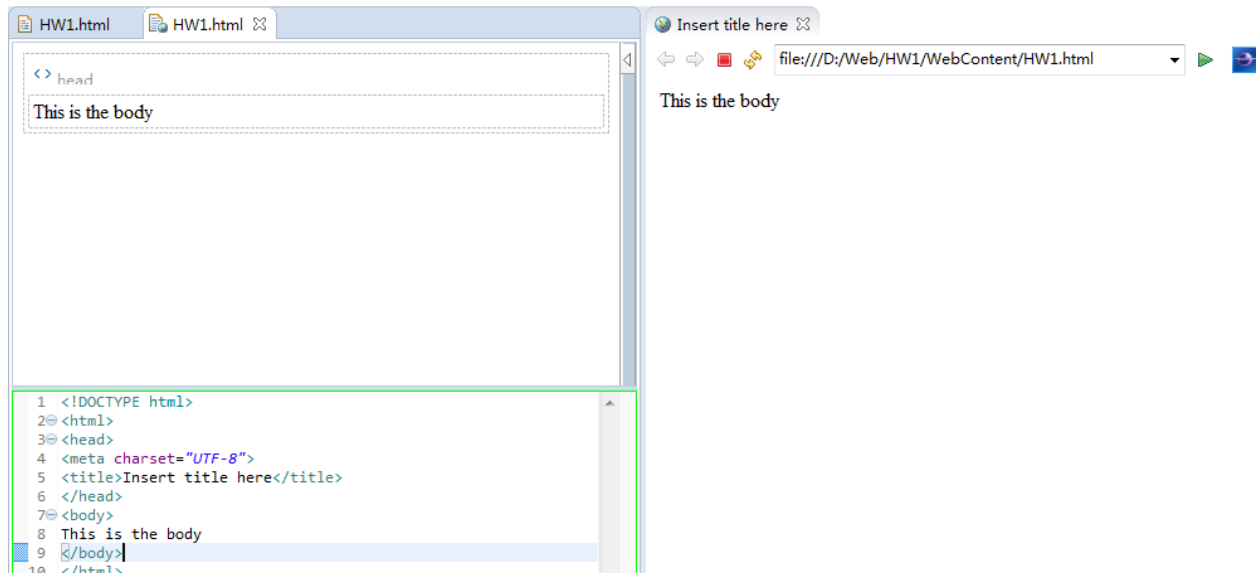 HW1.html
HW1.html
head
This is the body
1 <!DOCTYPE html>
2 <html>
3 <head>
4 <meta charset="UTF-8">
5 <title>Insert title here</title>
6 </head>
7 <body>
8 This is the body
9 </body>
10 </html>
Insert title here
file:///D:/Web/HW1/WebContent/HW1.html
This is the body